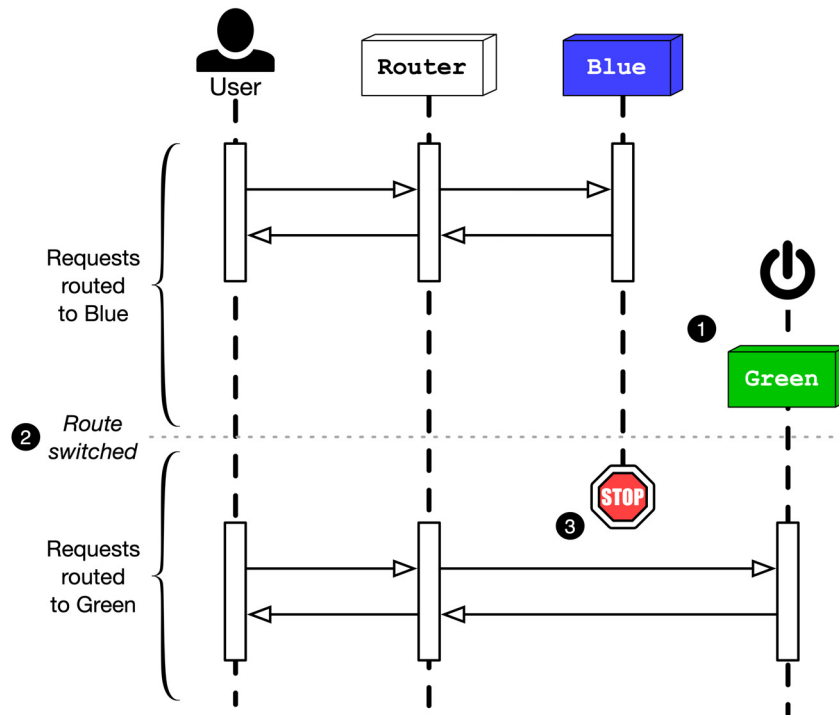 User
Router
Blue
Requests
routed
to Blue
1
Green
2
Route
switched
STOP
3
Requests
routed
to Green